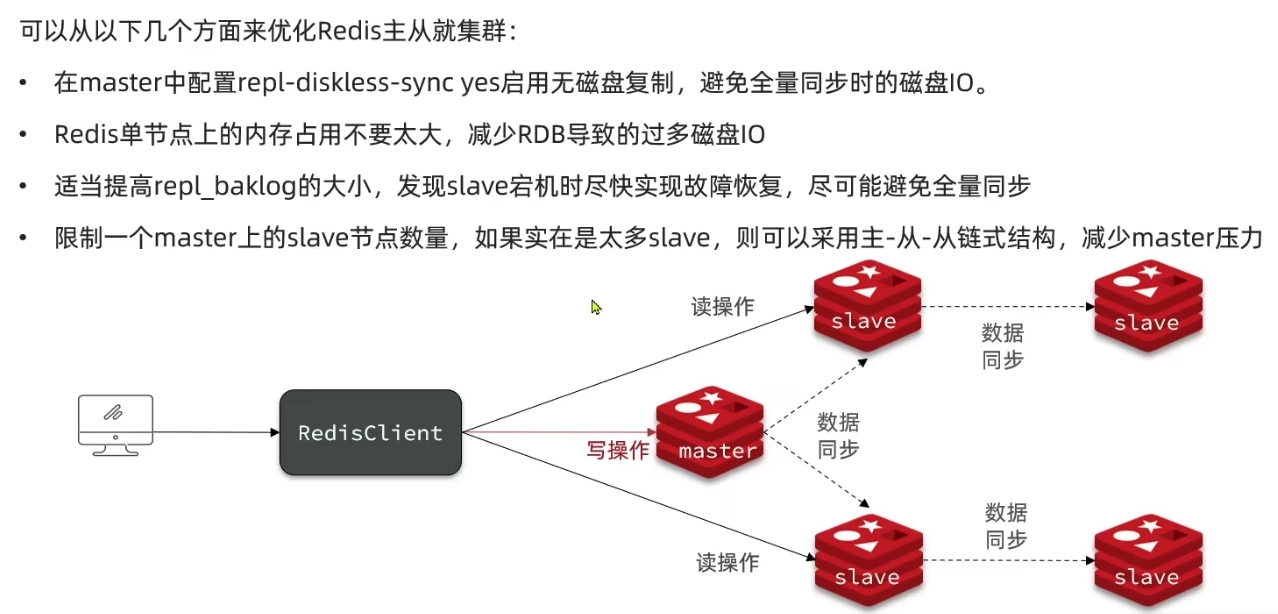 可以从以下几个方面来优化Redis主从就集群：
• 在master中配置repl-diskless-sync yes启用无磁盘复制，避免全量同步时的磁盘IO。
• Redis单节点上的内存占用不要太大，减少RDB导致的过多磁盘IO
• 适当提高repl_baklog的大小，发现slave宕机时尽快实现故障恢复，尽可能避免全量同步
• 限制一个master上的slave节点数量，如果实在是太多slave，则可以采用主-从-从链式结构，减少master压力
读操作
slave
数据
同步
slave
RedisClient
写操作
master
数据
同步
读操作
slave
数据
同步
slave